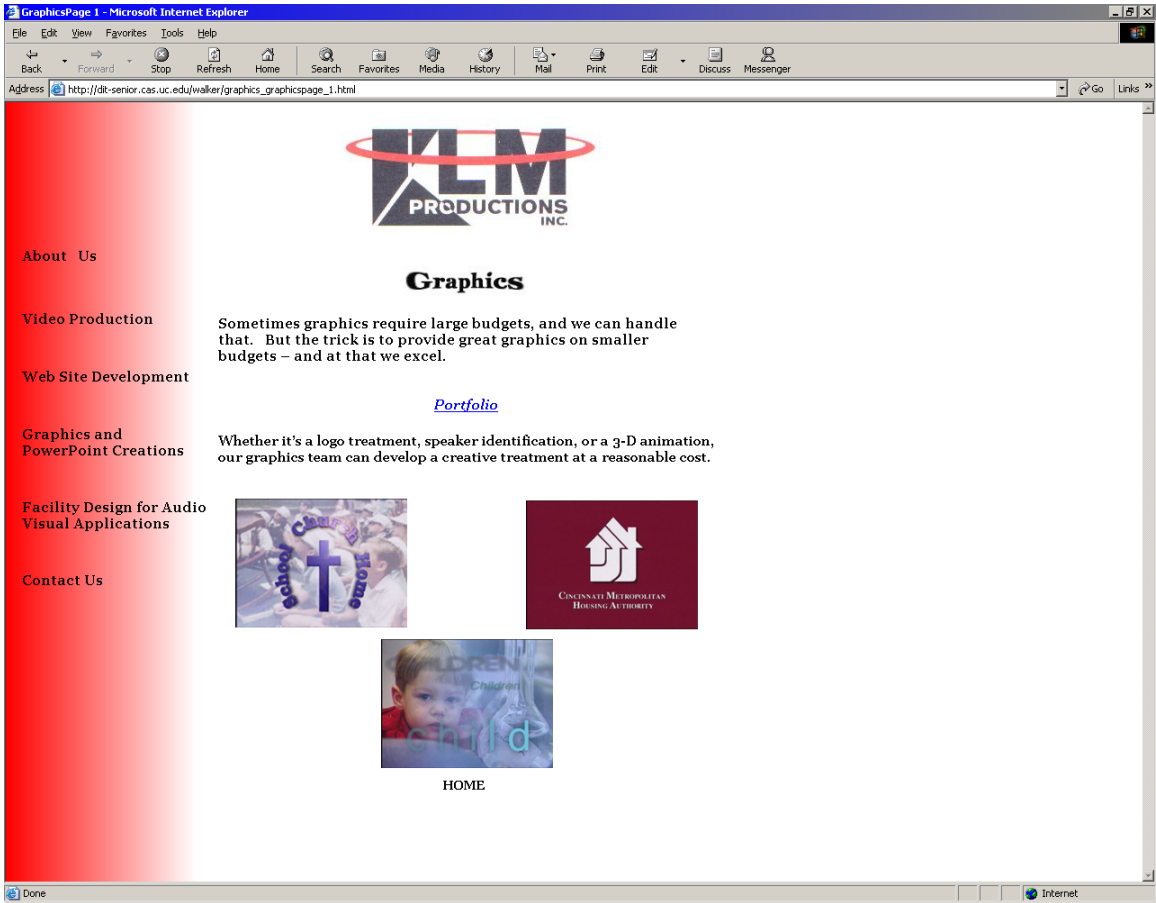 GraphicsPage 1 - Microsoft Internet Explorer
File Edit View Favorites Tools Help
Back Forward Stop Refresh Home Search Favorites Media History Mail Print Edit Discuss Messenger
Address http://dit-senior.cas.uc.edu/walker/graphics_graphicspage_1.html Go Links »
KLM
PRODUCTIONS
INC.
About Us
Video Production
Web Site Development
Graphics and
PowerPoint Creations
Facility Design for Audio
Visual Applications
Contact Us
Graphics
Sometimes graphics require large budgets, and we can handle
that. But the trick is to provide great graphics on smaller
budgets – and at that we excel.
Portfolio
Whether it's a logo treatment, speaker identification, or a 3-D animation,
our graphics team can develop a creative treatment at a reasonable cost.
School Church Home
CINCINNATI METROPOLITAN
HOUSING AUTHORITY
CHILDREN
Children
child
HOME
Done Internet